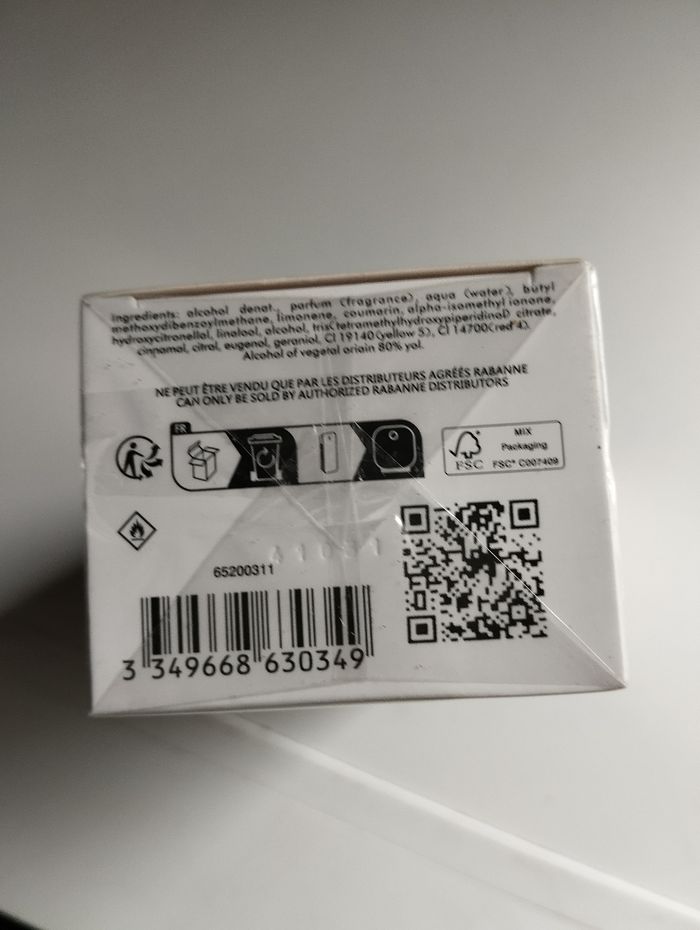 Ingredients: alcohol denat., parfum (fragrance), aqua (water), butyl
methoxydibenzoylmethane, limonene, coumarin, alpha-isomethyl ionone,
hydroxycitronellal, linalool, alcohol, tris(tetramethylhydroxypiperidinol) citrate,
cinnamal, citral, eugenol, geraniol, CI 19140 (yellow 5), CI 14700 (red 4).
Alcohol of vegetal origin 80% vol.
NE PEUT ÊTRE VENDU QUE PAR LES DISTRIBUTEURS AGRÉÉS RABANNE
CAN ONLY BE SOLD BY AUTHORIZED RABANNE DISTRIBUTORS
FR
MIX
Packaging
FSC FSC® C007409
65200311
3 349668 630349